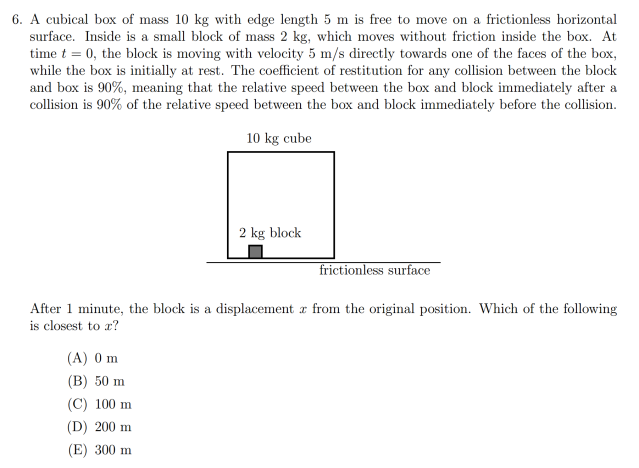 6. A cubical box of mass 10 kg with edge length 5 m is free to move on a frictionless horizontal
surface. Inside is a small block of mass 2 kg, which moves without friction inside the box. At
time t = 0, the block is moving with velocity 5 m/s directly towards one of the faces of the box,
while the box is initially at rest. The coefficient of restitution for any collision between the block
and box is 90%, meaning that the relative speed between the box and block immediately after a
collision is 90% of the relative speed between the box and block immediately before the collision.
10 kg cube
2 kg block
frictionless surface
After 1 minute, the block is a displacement x from the original position. Which of the following
is closest to x?
(A) 0 m
(B) 50 m
(C) 100 m
(D) 200 m
(E) 300 m